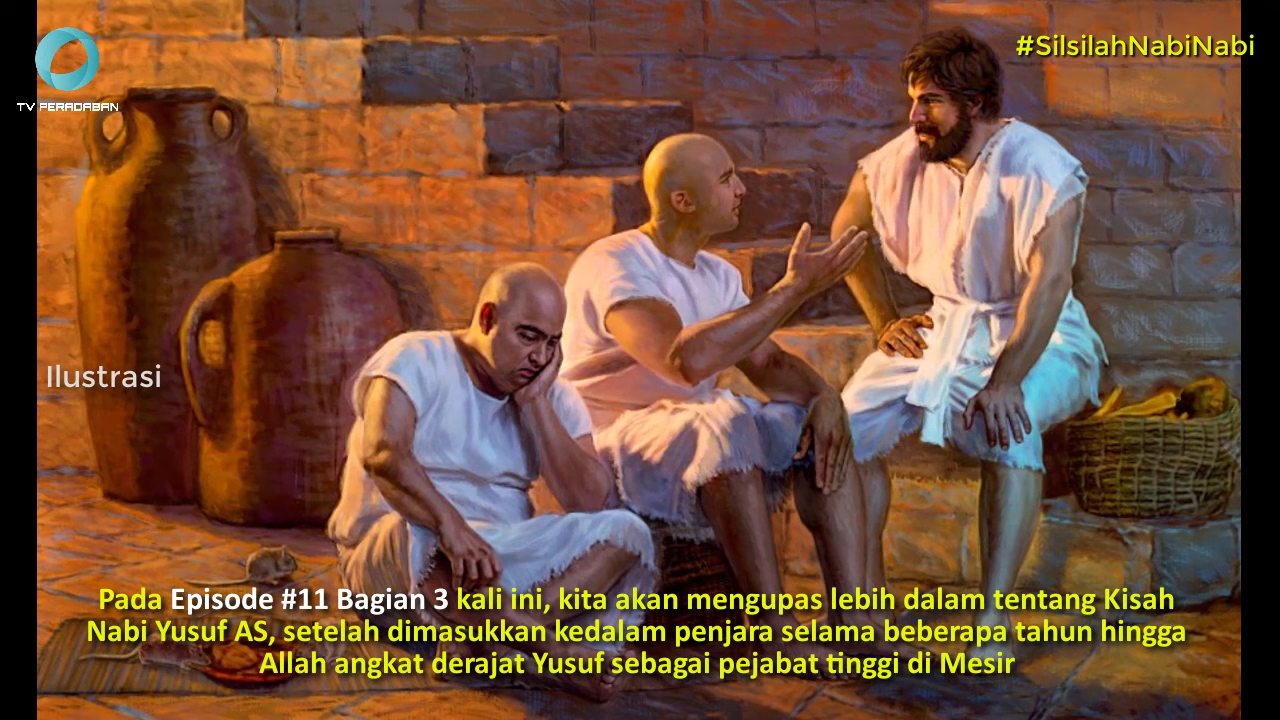 #SilsilahNabiNabi
TV PERADABAN
Ilustrasi
Pada Episode #11 Bagian 3 kali ini, kita akan mengupas lebih dalam tentang Kisah
Nabi Yusuf AS, setelah dimasukkan kedalam penjara selama beberapa tahun hingga
Allah angkat derajat Yusuf sebagai pejabat tinggi di Mesir